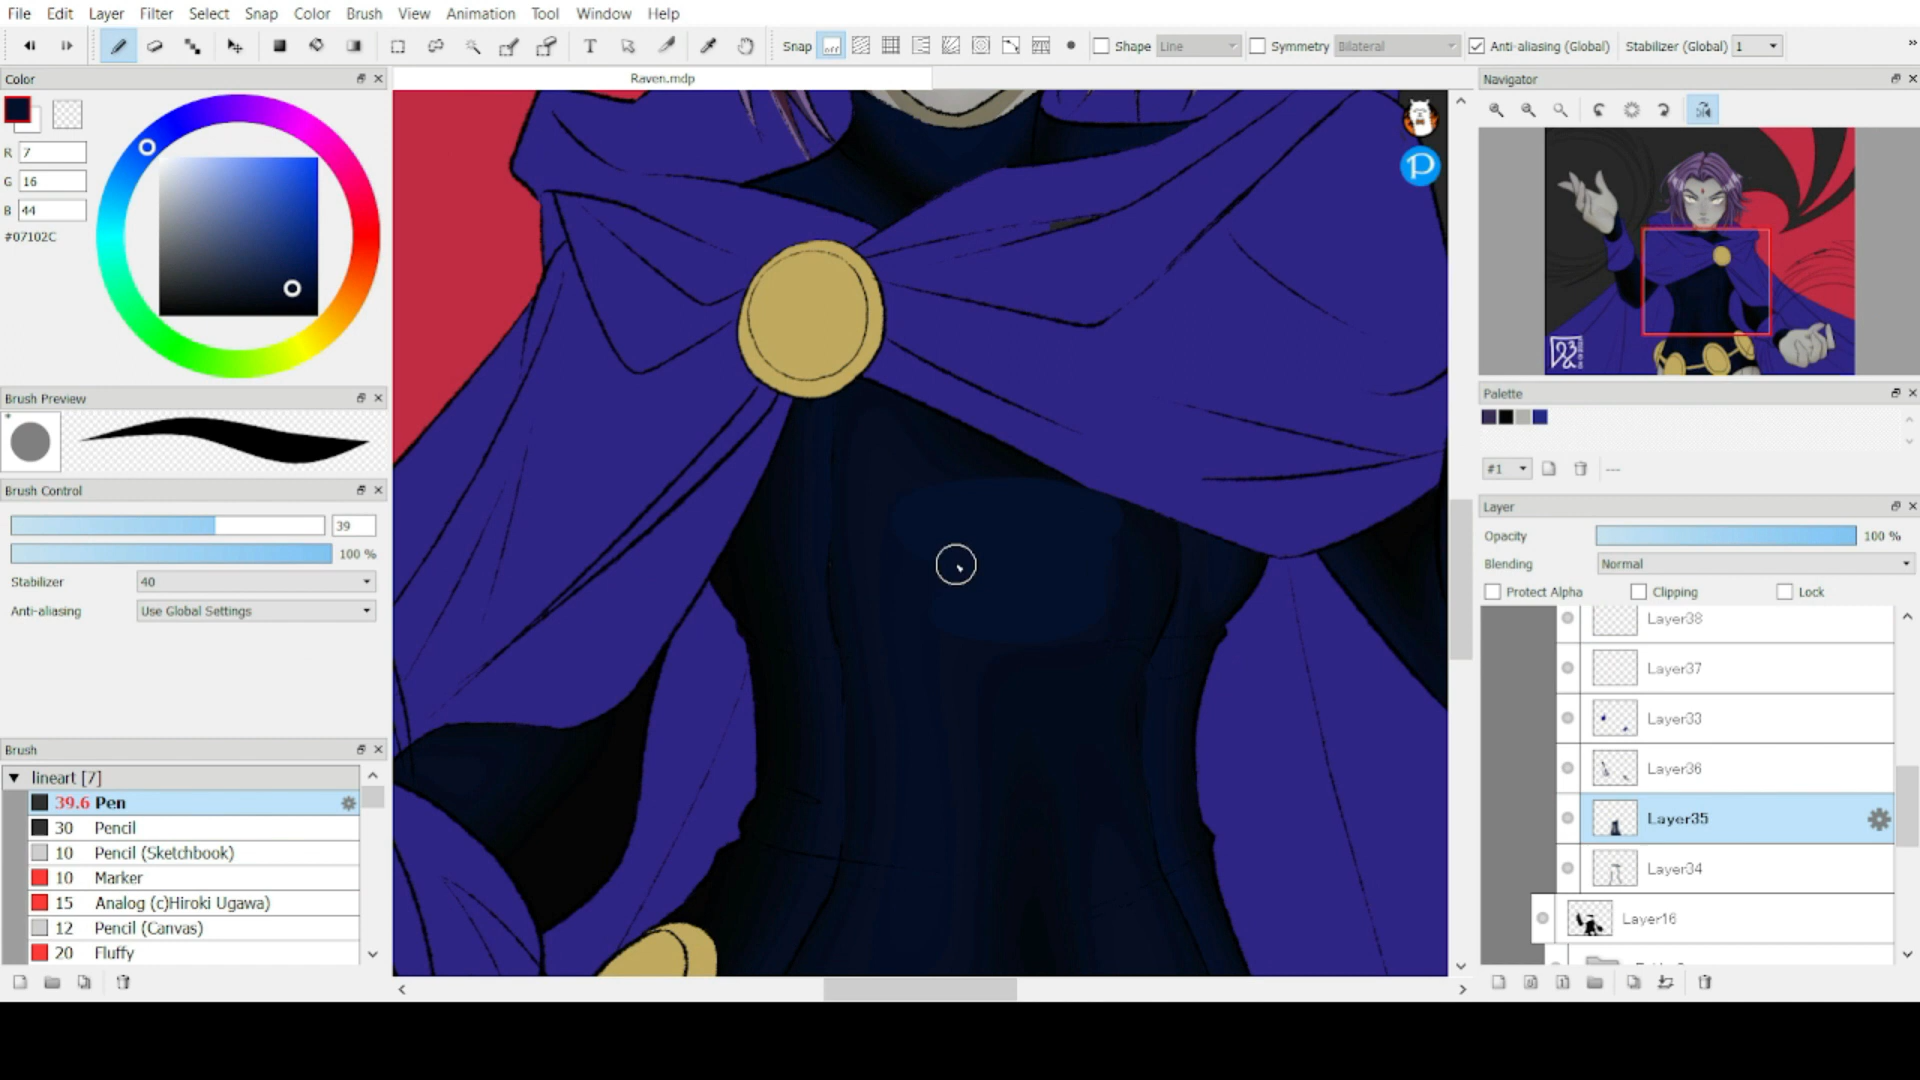 File Edit Layer Filter Select Snap Color Brush View Animation Tool Window Help
Snap off Shape Line Symmetry Bilateral Anti-aliasing (Global) Stabilizer (Global) 1
Color
R 7
G 16
B 44
#07102C
Brush Preview
Brush Control
39
100 %
Stabilizer 40
Anti-aliasing Use Global Settings
Brush
lineart [7]
39.6 Pen
30 Pencil
10 Pencil (Sketchbook)
10 Marker
15 Analog (c)Hiroki Ugawa)
12 Pencil (Canvas)
20 Fluffy
Raven.mdp
P
Navigator
Palette
#1
---
Layer
Opacity 100 %
Blending Normal
Protect Alpha Clipping Lock
Layer38
Layer37
Layer33
Layer36
Layer35
Layer34
Layer16